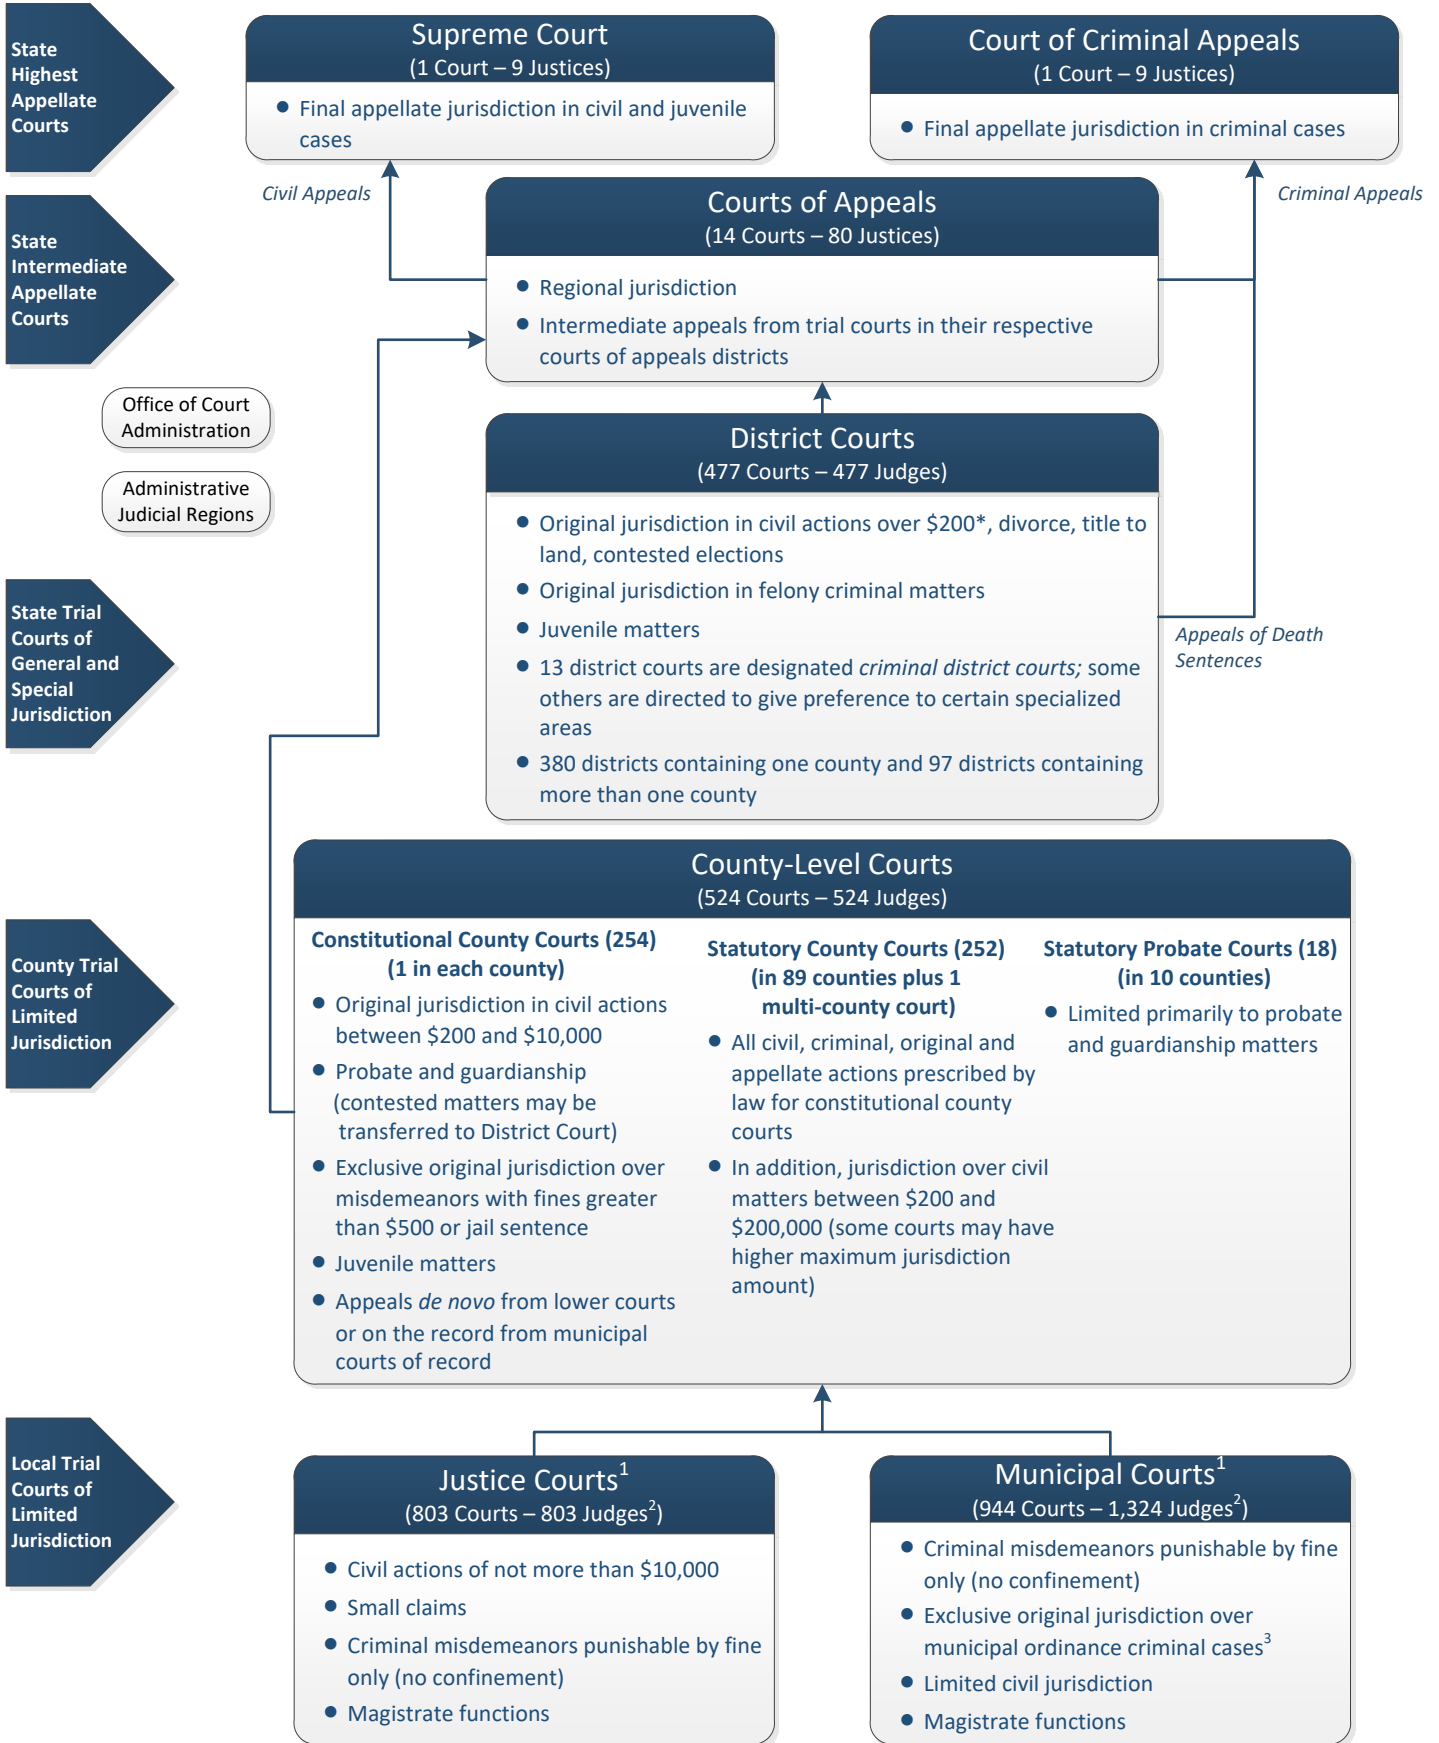 State
Highest
Appellate
Courts
Supreme Court
(1 Court – 9 Justices)
● Final appellate jurisdiction in civil and juvenile
cases
Court of Criminal Appeals
(1 Court – 9 Justices)
● Final appellate jurisdiction in criminal cases
Civil Appeals
Criminal Appeals
State
Intermediate
Appellate
Courts
Courts of Appeals
(14 Courts – 80 Justices)
● Regional jurisdiction
● Intermediate appeals from trial courts in their respective
courts of appeals districts
Office of Court
Administration
Administrative
Judicial Regions
State Trial
Courts of
General and
Special
Jurisdiction
District Courts
(477 Courts – 477 Judges)
● Original jurisdiction in civil actions over $200*, divorce, title to
land, contested elections
● Original jurisdiction in felony criminal matters
● Juvenile matters
● 13 district courts are designated criminal district courts; some
others are directed to give preference to certain specialized
areas
● 380 districts containing one county and 97 districts containing
more than one county
Appeals of Death
Sentences
County Trial
Courts of
Limited
Jurisdiction
County-Level Courts
(524 Courts – 524 Judges)
Constitutional County Courts (254)
(1 in each county)
● Original jurisdiction in civil actions
between $200 and $10,000
● Probate and guardianship
(contested matters may be
transferred to District Court)
● Exclusive original jurisdiction over
misdemeanors with fines greater
than $500 or jail sentence
● Juvenile matters
● Appeals de novo from lower courts
or on the record from municipal
courts of record
Statutory County Courts (252)
(in 89 counties plus 1
multi-county court)
● All civil, criminal, original and
appellate actions prescribed by
law for constitutional county
courts
● In addition, jurisdiction over civil
matters between $200 and
$200,000 (some courts may have
higher maximum jurisdiction
amount)
Statutory Probate Courts (18)
(in 10 counties)
● Limited primarily to probate
and guardianship matters
Local Trial
Courts of
Limited
Jurisdiction
Justice Courts¹
(803 Courts – 803 Judges²)
● Civil actions of not more than $10,000
● Small claims
● Criminal misdemeanors punishable by fine
only (no confinement)
● Magistrate functions
Municipal Courts¹
(944 Courts – 1,324 Judges²)
● Criminal misdemeanors punishable by fine
only (no confinement)
● Exclusive original jurisdiction over
municipal ordinance criminal cases³
● Limited civil jurisdiction
● Magistrate functions